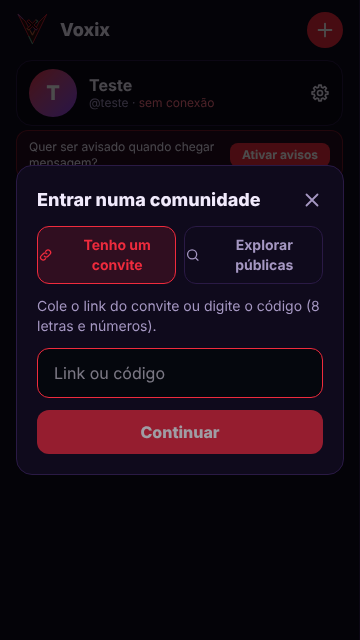 Voxix
T
Teste
@teste · sem conexão
Quer ser avisado quando chegar
mensagem?
Ativar avisos
Entrar numa comunidade
Tenho um
convite
Explorar
públicas
Cole o link do convite ou digite o código (8
letras e números).
Link ou código
Continuar